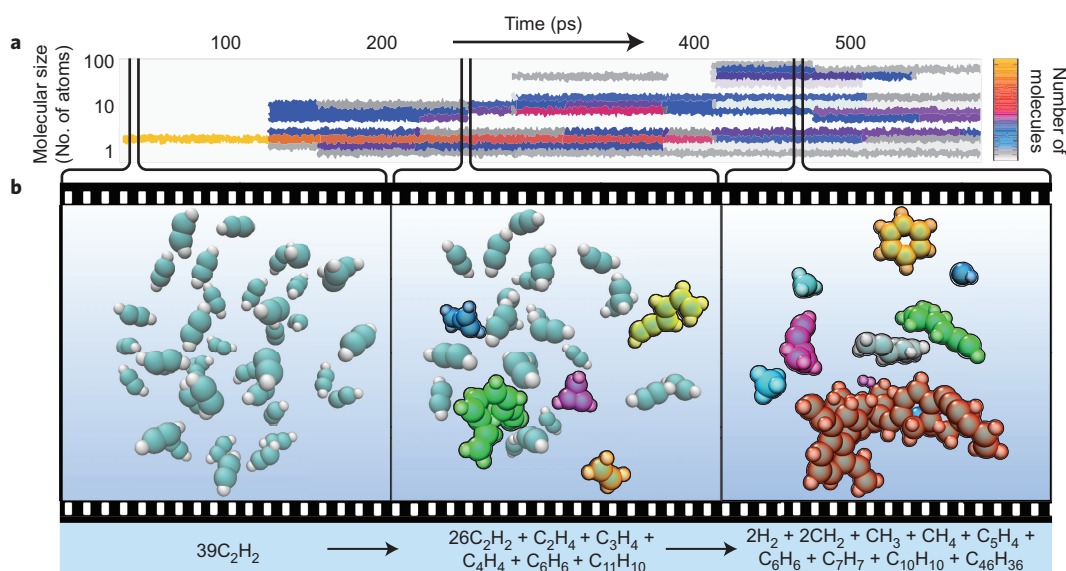 a
Time (ps)
100 200 400 500
Molecular size
(No. of atoms)
100
10
1
Number of
molecules
b
39C₂H₂
26C₂H₂ + C₂H₄ + C₃H₄ +
C₄H₄ + C₆H₆ + C₁₁H₁₀
2H₂ + 2CH₂ + CH₃ + CH₄ + C₅H₄ +
C₆H₆ + C₇H₇ + C₁₀H₁₀ + C₄₆H₃₆